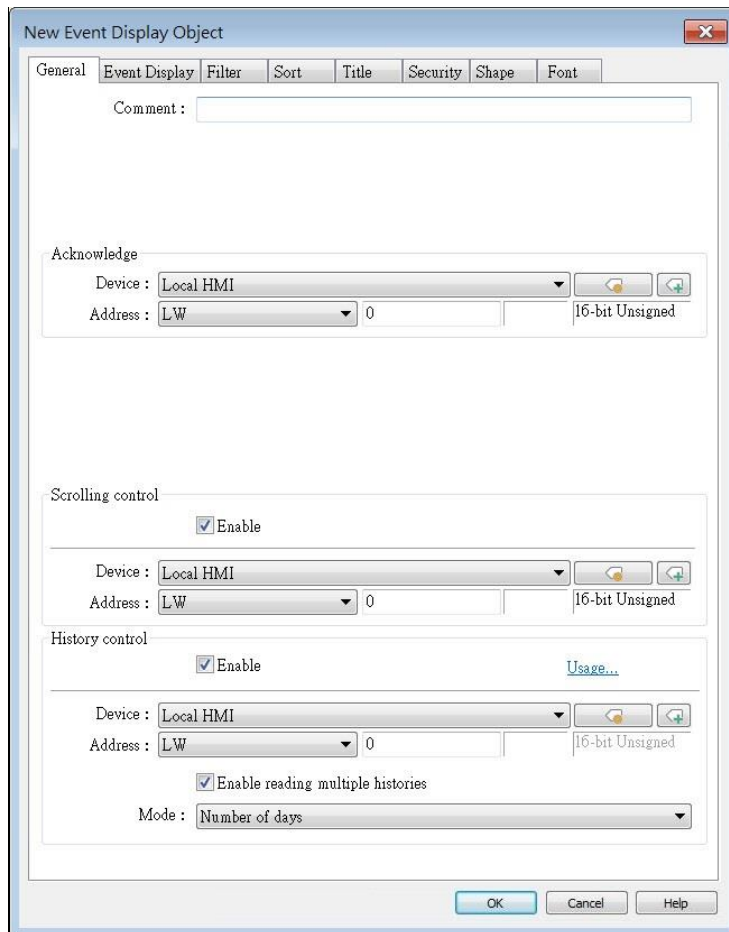 New Event Display Object
General Event Display Filter Sort Title Security Shape Font
Comment :
Acknowledge
Device : Local HMI
Address : LW 0 16-bit Unsigned
Scrolling control
Enable
Device : Local HMI
Address : LW 0 16-bit Unsigned
History control
Enable Usage...
Device : Local HMI
Address : LW 0 16-bit Unsigned
Enable reading multiple histories
Mode : Number of days
OK Cancel Help